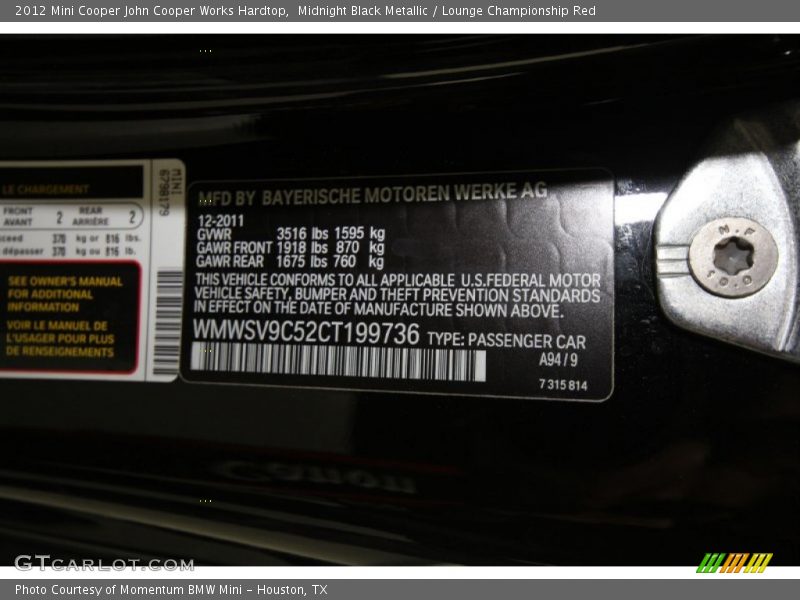 2012 Mini Cooper John Cooper Works Hardtop,  Midnight Black Metallic / Lounge Championship Red
LE CHARGEMENT
FRONT AVANT 2 REAR ARRIÈRE 2
370 kg or 816 lbs.
dépasser 370 kg ou 816 lb.
SEE OWNER'S MANUAL
FOR ADDITIONAL
INFORMATION
VOIR LE MANUEL DE
L'USAGER POUR PLUS
DE RENSEIGNEMENTS
MINI
6798179
MFD BY BAYERISCHE MOTOREN WERKE AG
12-2011
GVWR 3516 lbs 1595 kg
GAWR FRONT 1918 lbs 870 kg
GAWR REAR 1675 lbs 760 kg
THIS VEHICLE CONFORMS TO ALL APPLICABLE U.S.FEDERAL MOTOR
VEHICLE SAFETY, BUMPER AND THEFT PREVENTION STANDARDS
IN EFFECT ON THE DATE OF MANUFACTURE SHOWN ABOVE.
WMWSV9C52CT199736 TYPE: PASSENGER CAR
A94/9
7 315 814
Canon
GTCARLOT.COM
Photo Courtesy of Momentum BMW Mini - Houston, TX